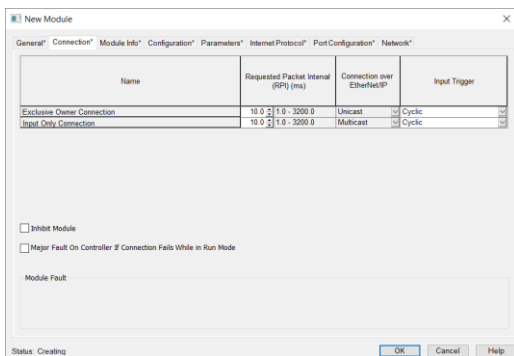 New Module
General* Connection* Module Info* Configuration* Parameters* Internet Protocol* Port Configuration* Network*
Name Requested Packet Interval (RPI) (ms) Connection over EtherNet/IP Input Trigger
Exclusive Owner Connection 10.0 1.0 - 3200.0 Unicast Cyclic
Input Only Connection 10.0 1.0 - 3200.0 Multicast Cyclic
Inhibit Module
Major Fault On Controller If Connection Fails While in Run Mode
Module Fault
Status: Creating OK Cancel Help